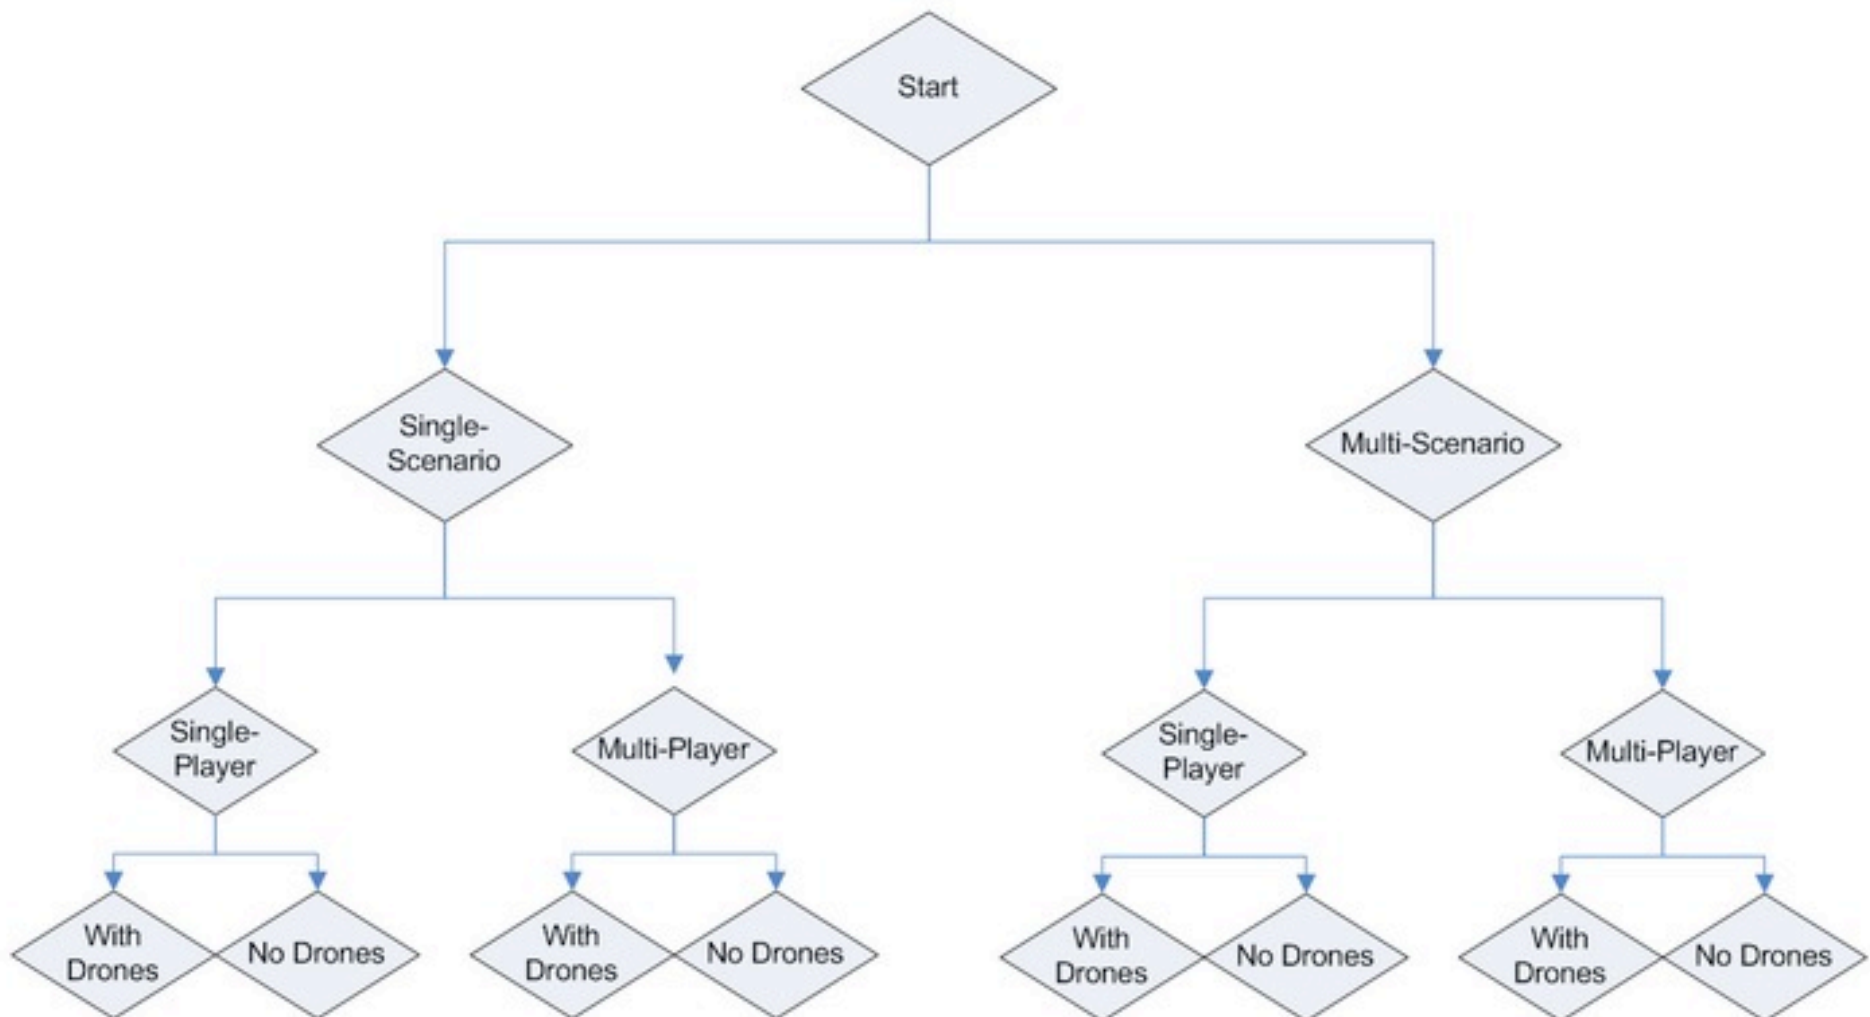 Start
Single-
Scenario
Multi-Scenario
Single-
Player
Multi-Player
Single-
Player
Multi-Player
With
Drones
No Drones
With
Drones
No Drones
With
Drones
No Drones
With
Drones
No Drones